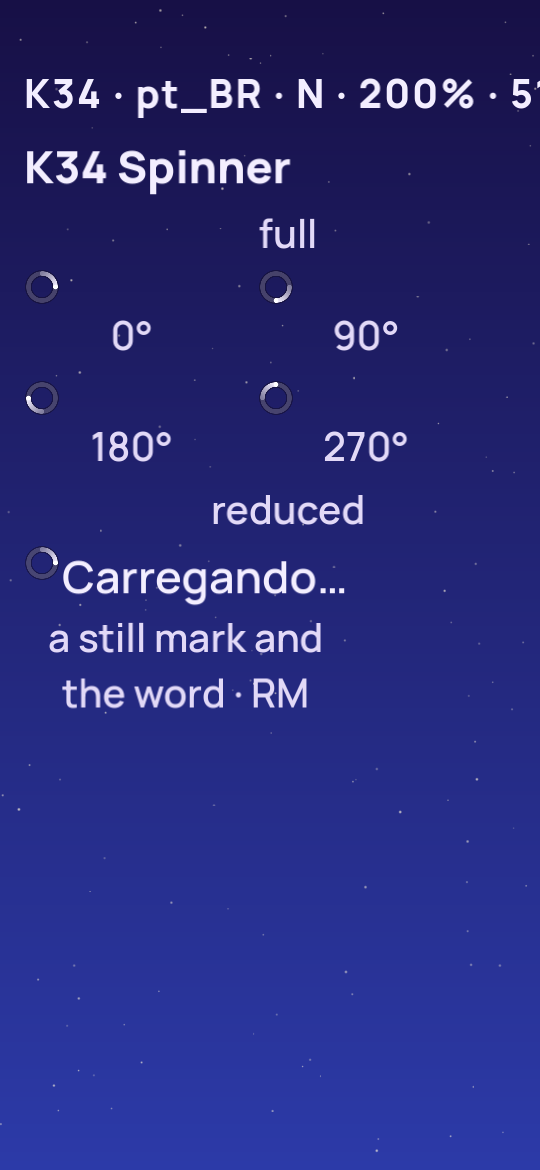 K34 · pt_BR · N · 200% · 5
K34 Spinner
full
0° 90°
180° 270°
reduced
Carregando…
a still mark and
the word · RM